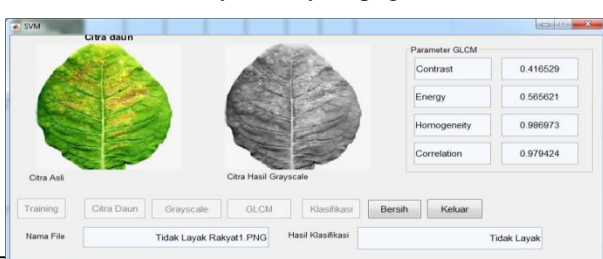 SVM
Citra daun
Parameter GLCM
Contrast 0.416529
Energy 0.565621
Homogeneity 0.986973
Correlation 0.979424
Citra Asli
Citra Hasil Grayscale
Training Citra Daun Grayscale GLCM Klasifikasi Bersih Keluar
Nama File Tidak Layak Rakyat1.PNG Hasil Klasifikasi Tidak Layak